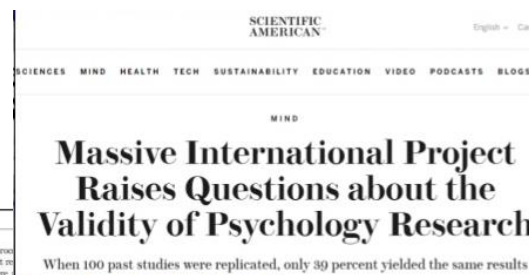 SCIENTIFIC
AMERICAN
English
SCIENCES MIND HEALTH TECH SUSTAINABILITY EDUCATION VIDEO PODCASTS BLOGS
MIND
Massive International Project
Raises Questions about the
Validity of Psychology Research
When 100 past studies were replicated, only 39 percent yielded the same results